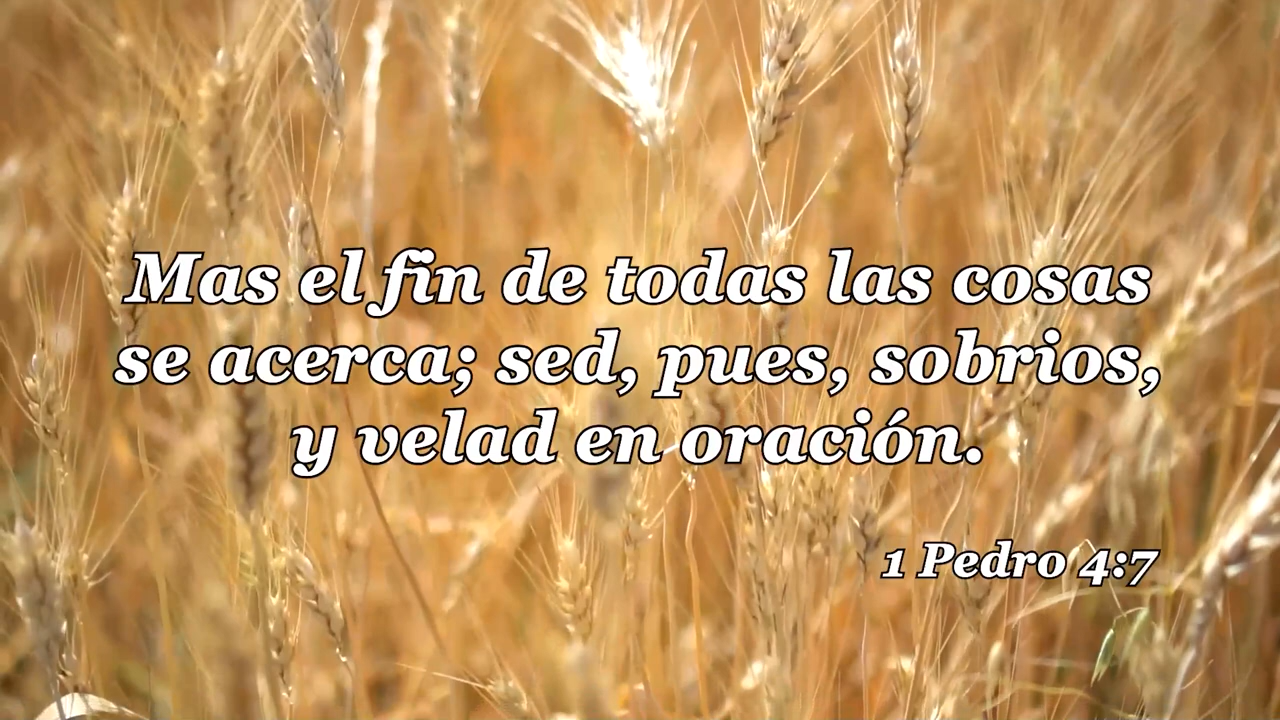 Mas el fin de todas las cosas
se acerca; sed, pues, sobrios,
y velad en oración.
1 Pedro 4:7